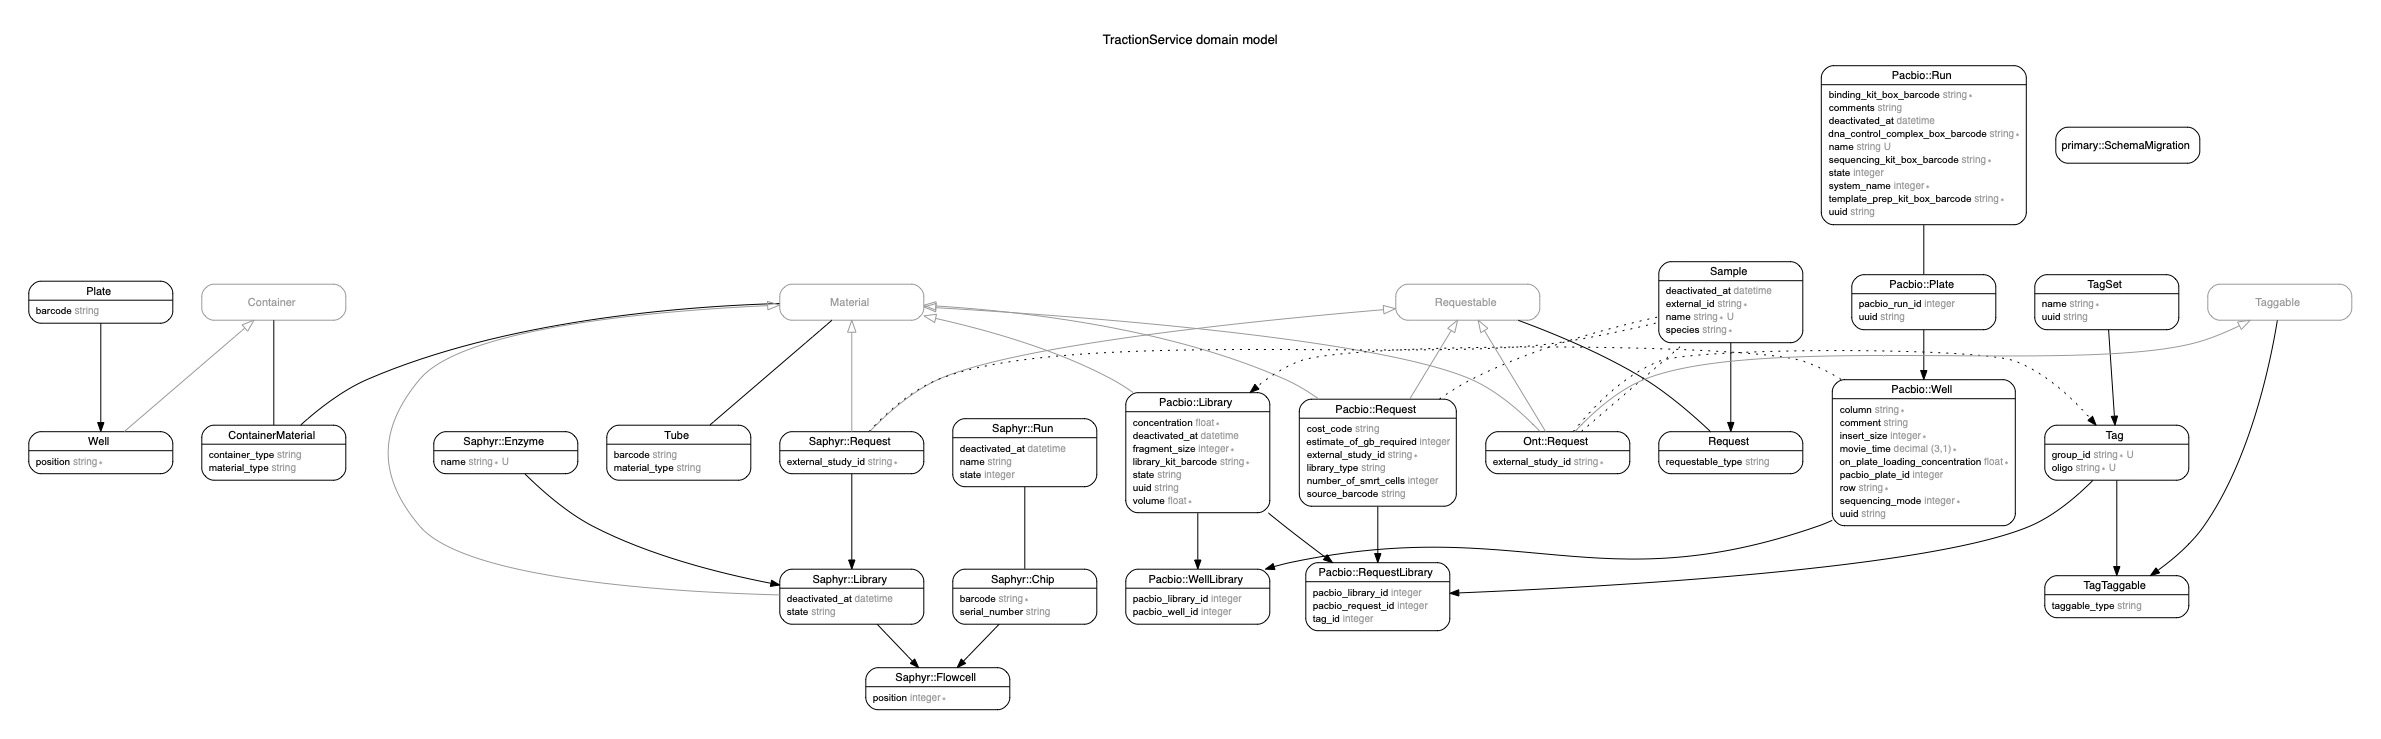 TractionService domain model
Pacbio::Run
binding_kit_box_barcode string ∗
comments string
deactivated_at datetime
dna_control_complex_box_barcode string ∗
name string U
sequencing_kit_box_barcode string ∗
state integer
system_name integer ∗
template_prep_kit_box_barcode string ∗
uuid string
primary::SchemaMigration
Plate
barcode string
Container
Material
Requestable
Sample
deactivated_at datetime
external_id string ∗
name string ∗ U
species string ∗
Pacbio::Plate
pacbio_run_id integer
uuid string
TagSet
name string ∗
uuid string
Taggable
Well
position string ∗
ContainerMaterial
container_type string
material_type string
Saphyr::Enzyme
name string ∗ U
Tube
barcode string
material_type string
Saphyr::Request
external_study_id string ∗
Saphyr::Run
deactivated_at datetime
name string
state integer
Pacbio::Library
concentration float ∗
deactivated_at datetime
fragment_size integer ∗
library_kit_barcode string ∗
state string
uuid string
volume float ∗
Pacbio::Request
cost_code string
estimate_of_gb_required integer
external_study_id string ∗
library_type string
number_of_smrt_cells integer
source_barcode string
Ont::Request
external_study_id string ∗
Request
requestable_type string
Pacbio::Well
column string ∗
comment string
insert_size integer ∗
movie_time decimal (3,1) ∗
on_plate_loading_concentration float ∗
pacbio_plate_id integer
row string ∗
sequencing_mode integer ∗
uuid string
Tag
group_id string ∗ U
oligo string ∗ U
Saphyr::Library
deactivated_at datetime
state string
Saphyr::Chip
barcode string ∗
serial_number string
Pacbio::WellLibrary
pacbio_library_id integer
pacbio_well_id integer
Pacbio::RequestLibrary
pacbio_library_id integer
pacbio_request_id integer
tag_id integer
TagTaggable
taggable_type string
Saphyr::Flowcell
position integer ∗